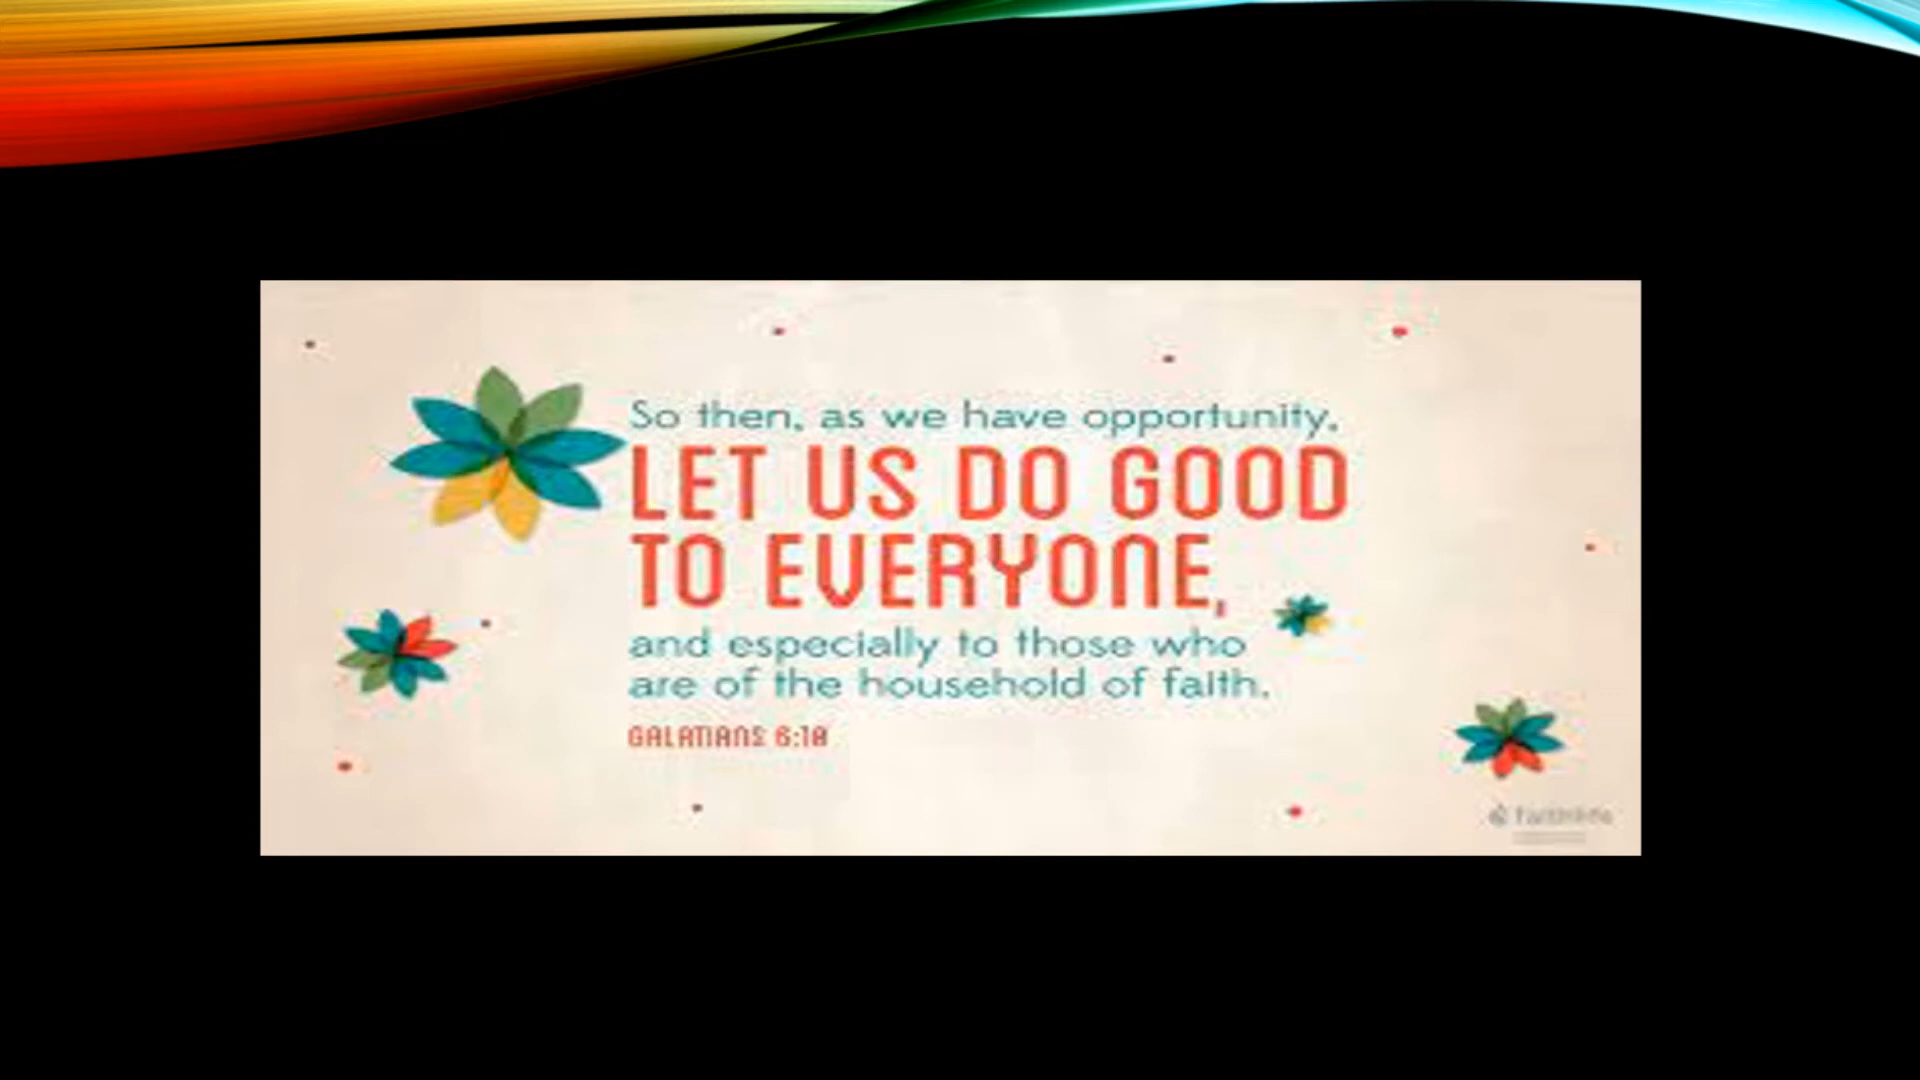 So then, as we have opportunity,
LET US DO GOOD
TO EVERYONE,
and especially to those who
are of the household of faith.
GALATIANS 6:10